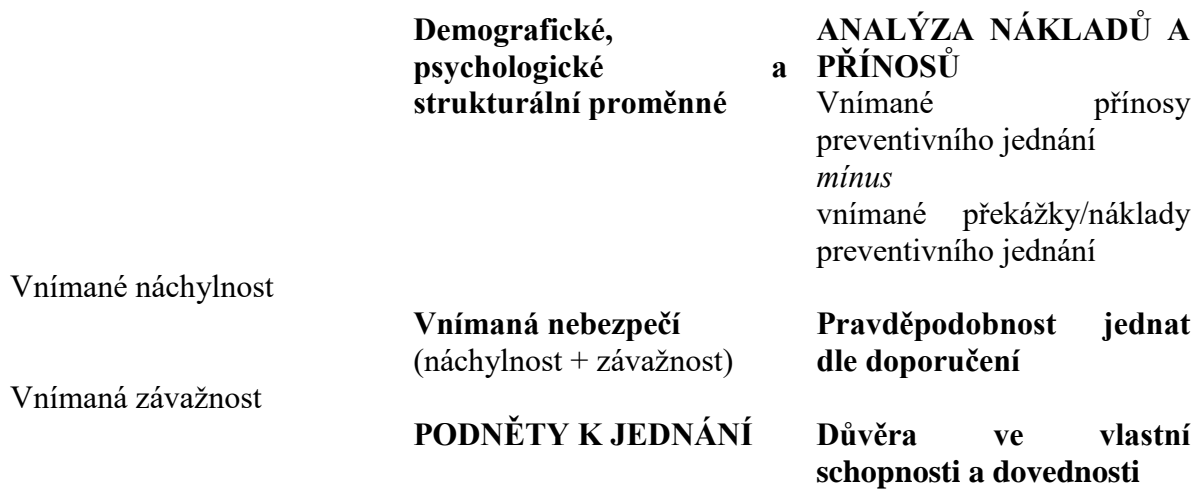 Demografické,
psychologické a
strukturální proměnné
ANALÝZA NÁKLADŮ A
PŘÍNOSŮ
Vnímané přínosy
preventivního jednání
mínus
vnímané překážky/náklady
preventivního jednání
Vnímané náchylnost
Vnímaná nebezpečí
(náchylnost + závažnost)
Pravděpodobnost jednat
dle doporučení
Vnímaná závažnost
PODNĚTY K JEDNÁNÍ
Důvěra ve vlastní
schopnosti a dovednosti